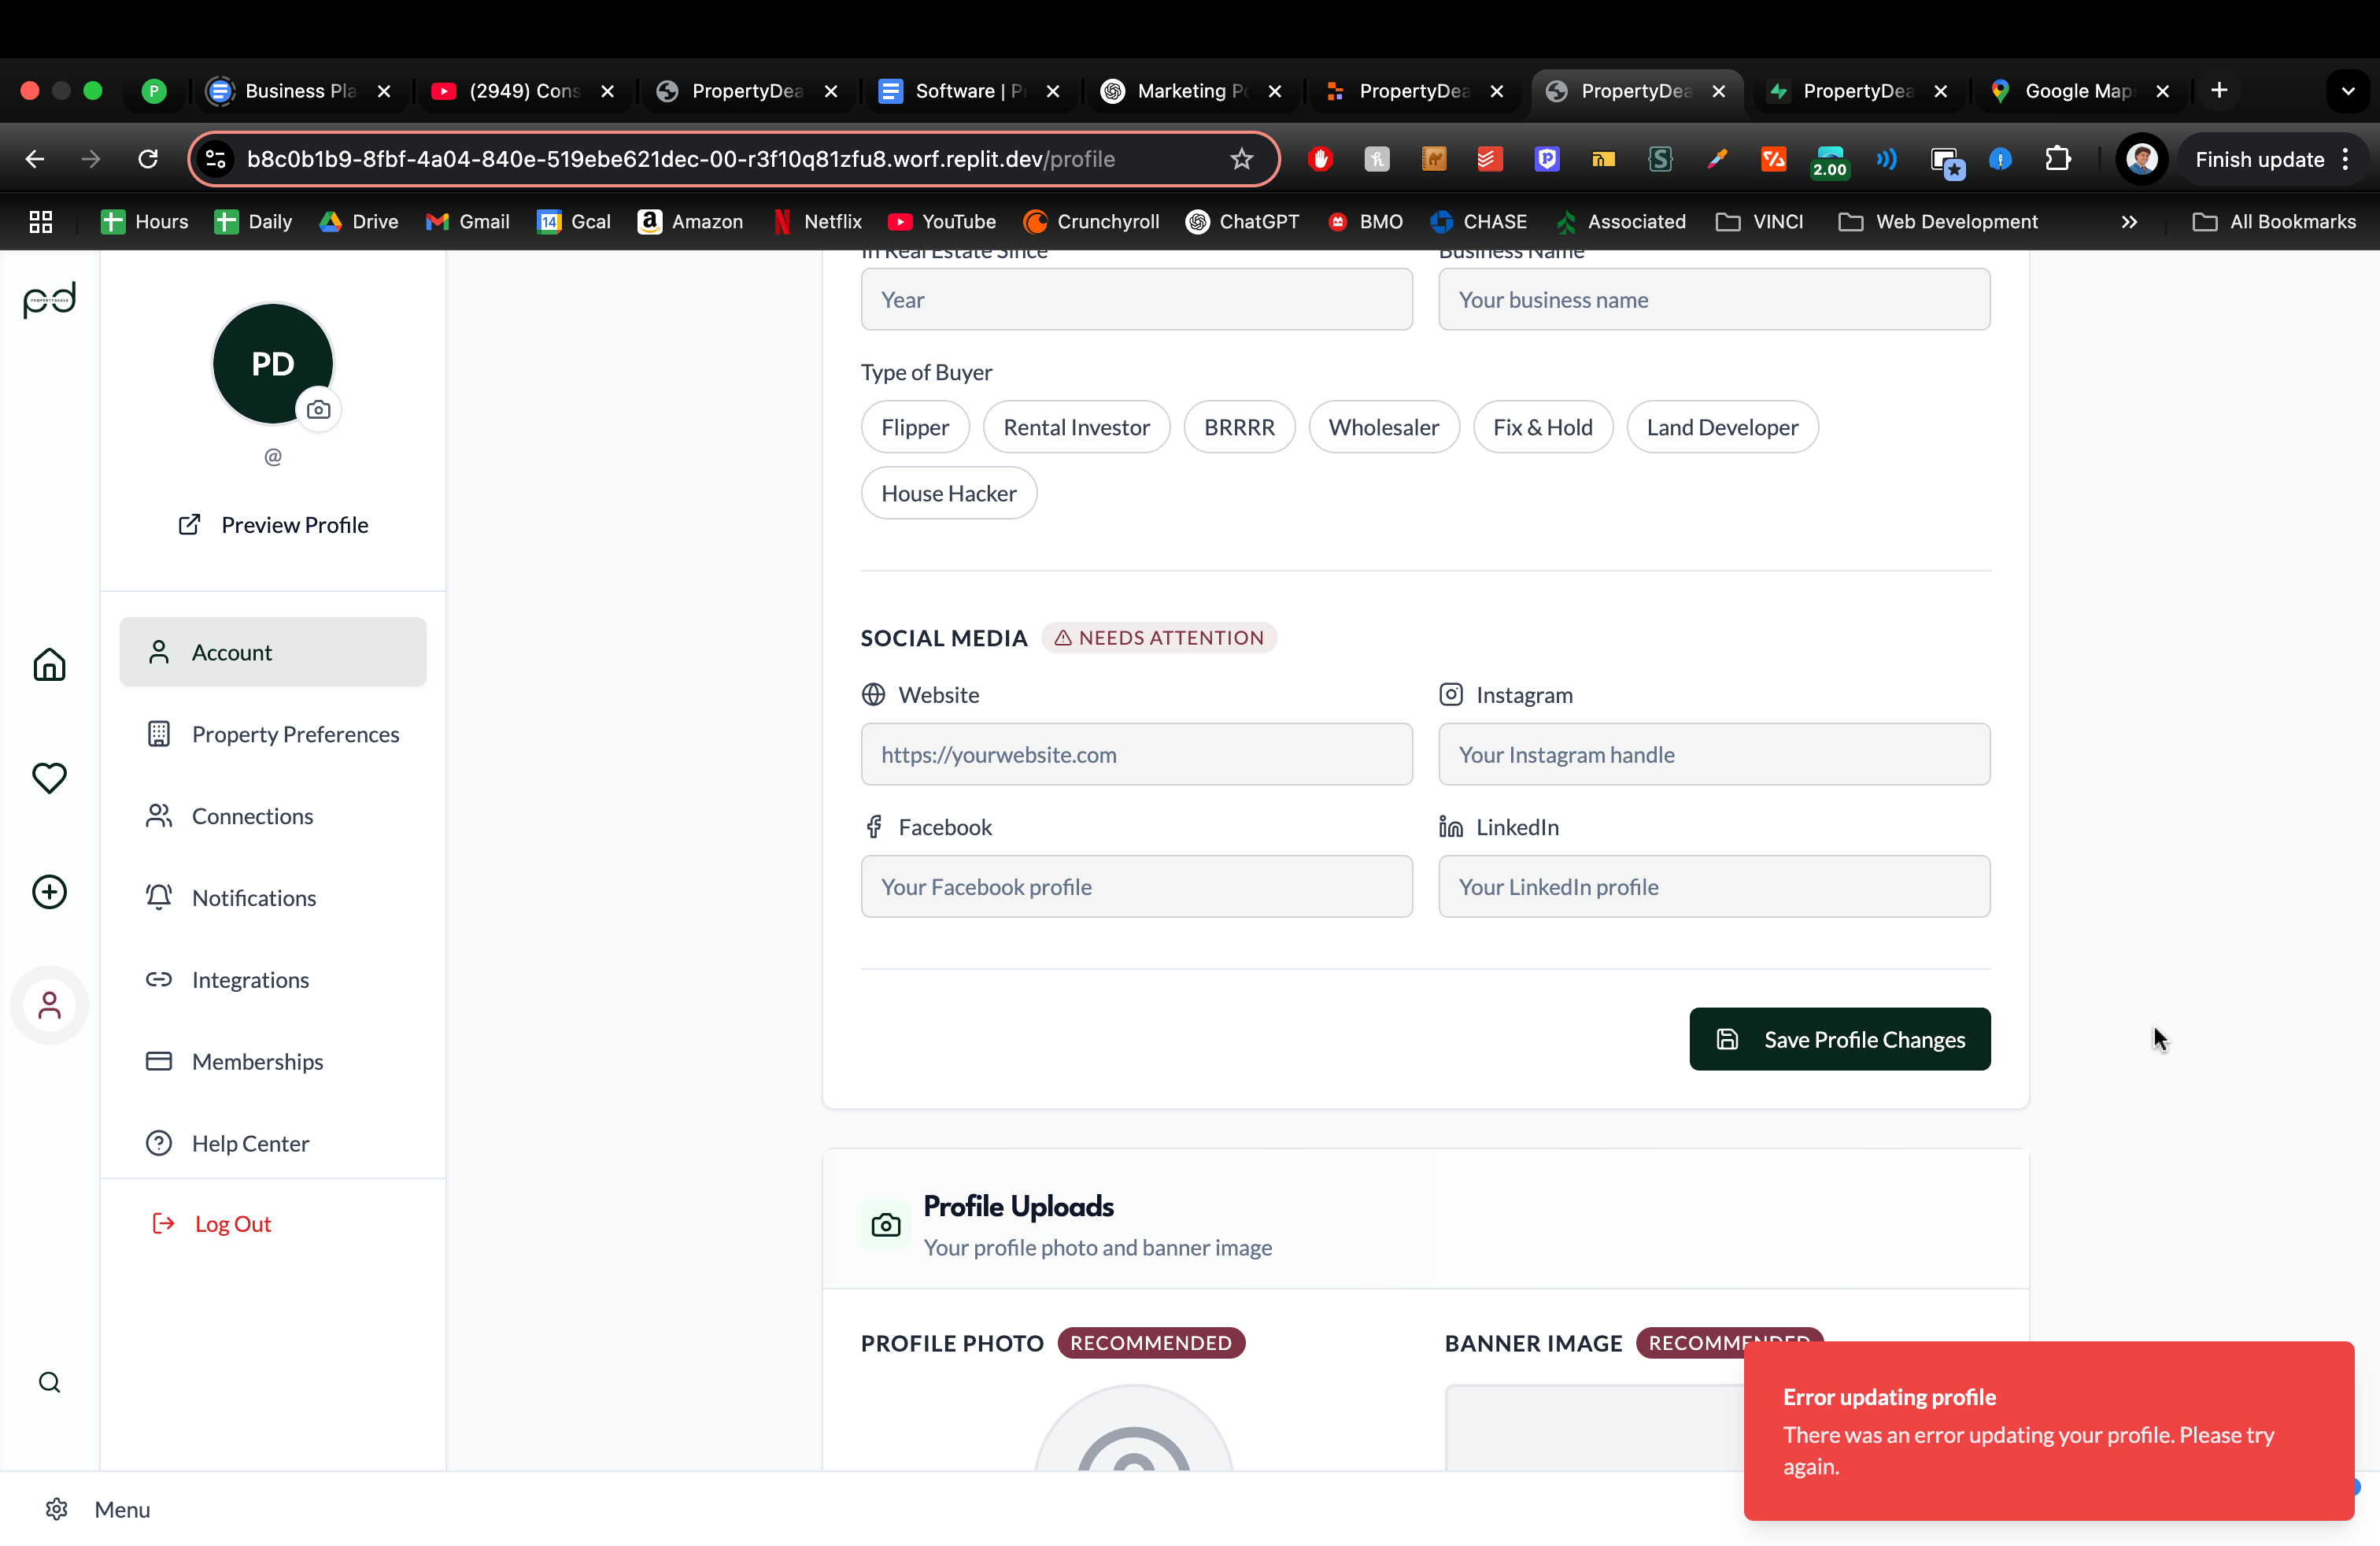 P
Business Pla
(2949) Cons
PropertyDea
Software | P
Marketing Po
PropertyDea
PropertyDea
PropertyDea
Google Map
b8c0b1b9-8fbf-4a04-840e-519ebe621dec-00-r3f10q81zfu8.worf.replit.dev/profile
2.00
Finish update
Hours
Daily
Drive
Gmail
14
Gcal
Amazon
Netflix
YouTube
Crunchyroll
ChatGPT
BMO
CHASE
Associated
VINCI
Web Development
All Bookmarks
pd
PD
@
Preview Profile
Account
Property Preferences
Connections
Notifications
Integrations
Memberships
Help Center
Log Out
Menu
In Real Estate Since
Business Name
Year
Your business name
Type of Buyer
Flipper
Rental Investor
BRRRR
Wholesaler
Fix & Hold
Land Developer
House Hacker
SOCIAL MEDIA
NEEDS ATTENTION
Website
Instagram
https://yourwebsite.com
Your Instagram handle
Facebook
LinkedIn
Your Facebook profile
Your LinkedIn profile
Save Profile Changes
Profile Uploads
Your profile photo and banner image
PROFILE PHOTO
RECOMMENDED
BANNER IMAGE
RECOMMENDED
Error updating profile
There was an error updating your profile. Please try
again.